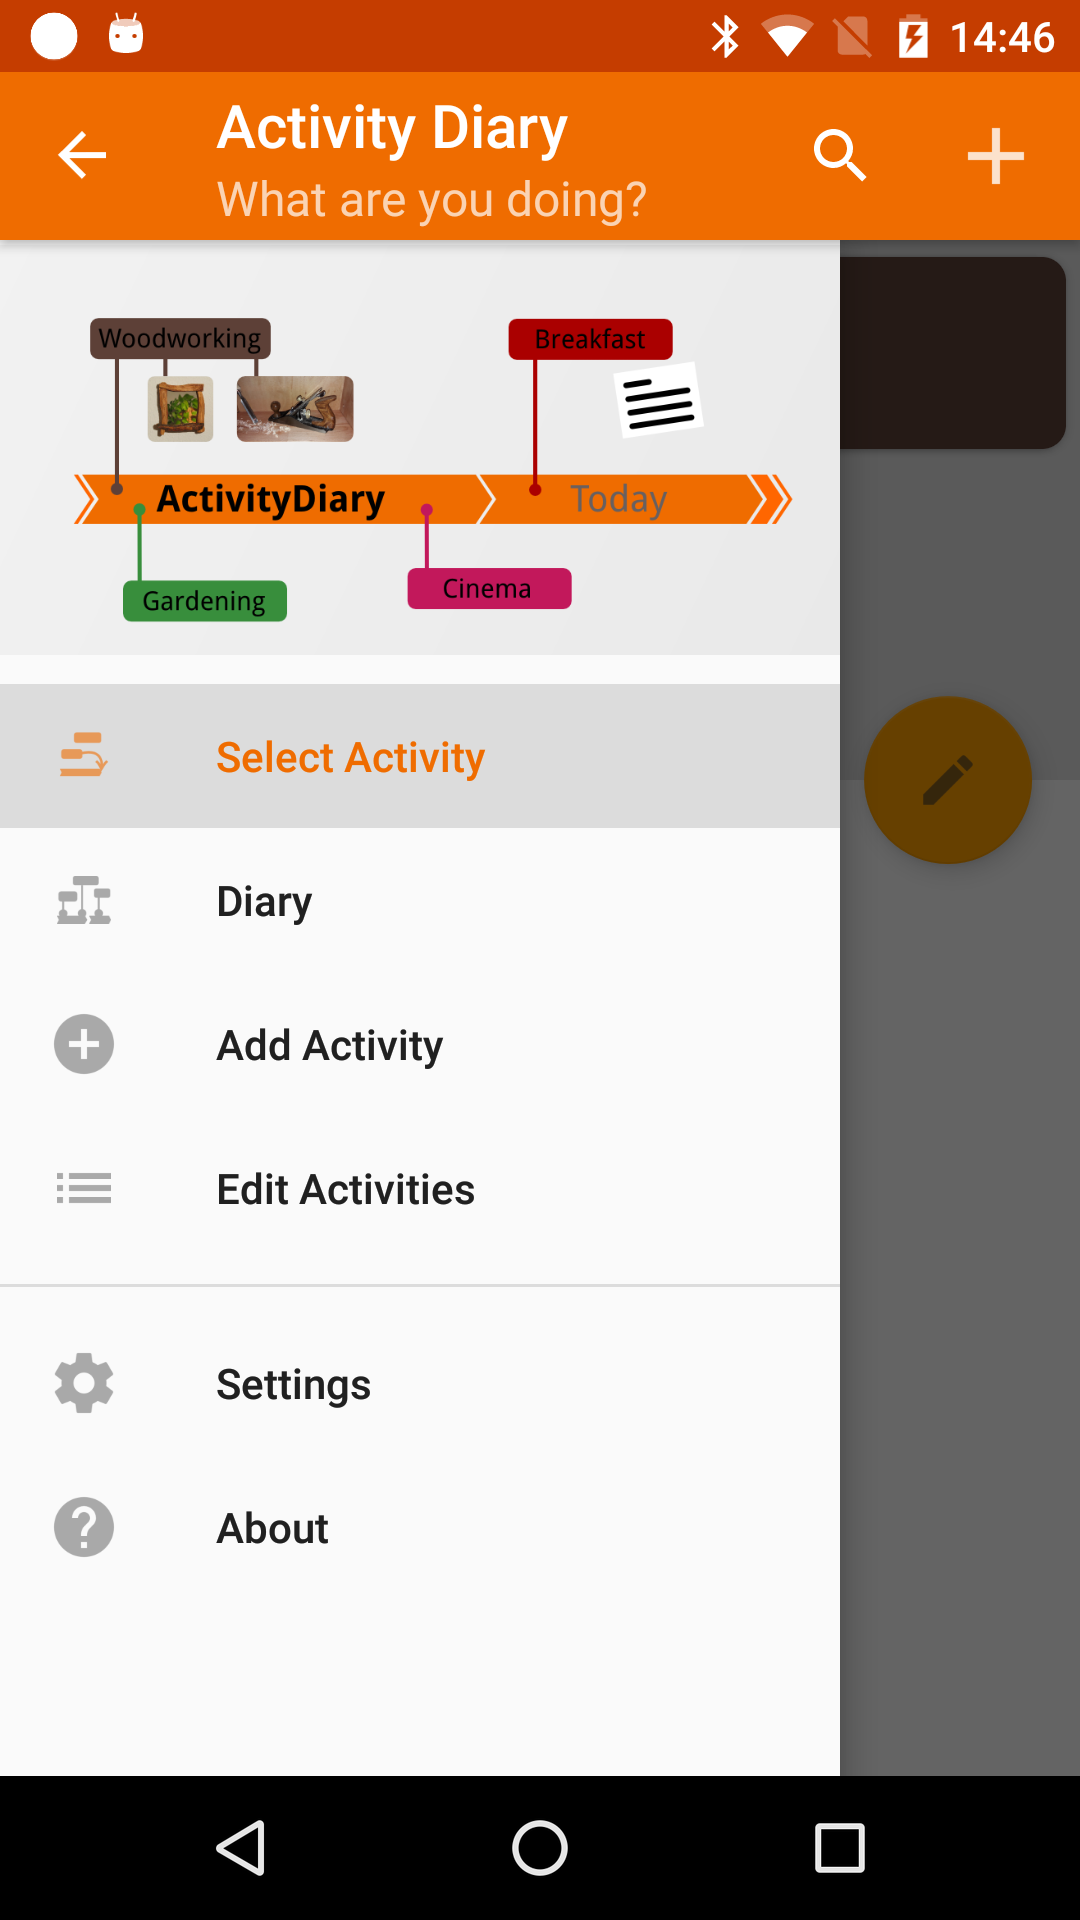 14:46
Activity Diary
What are you doing?
Woodworking
Breakfast
ActivityDiary
Today
Gardening
Cinema
Select Activity
Diary
Add Activity
Edit Activities
Settings
About